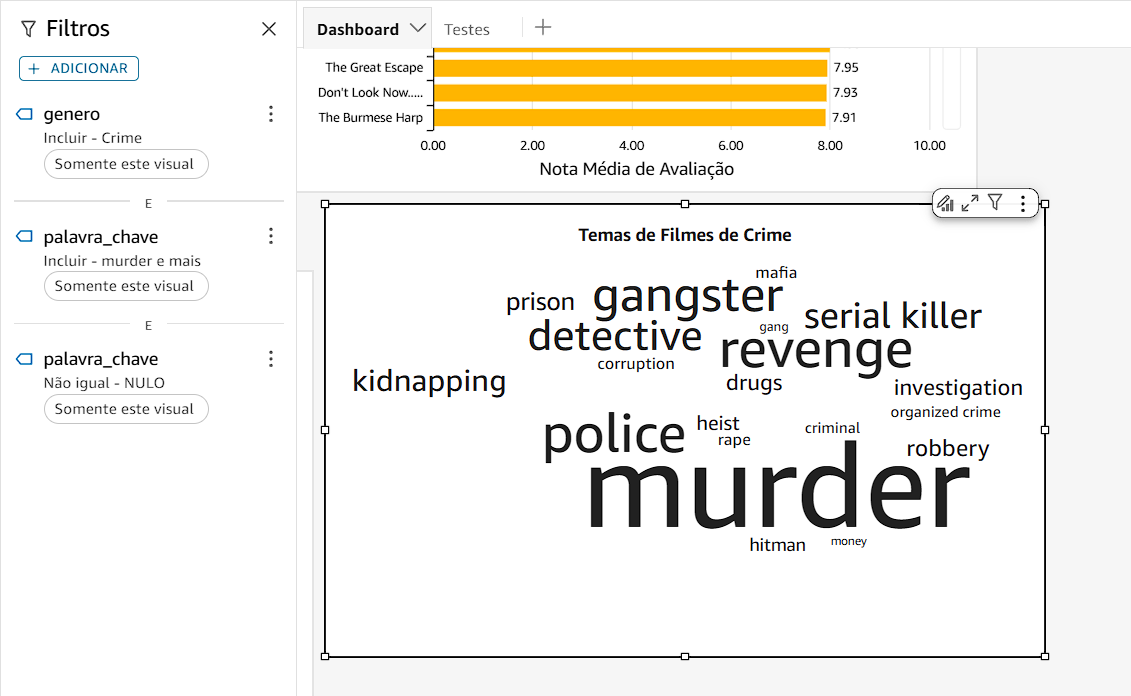 Filtros
+ ADICIONAR
genero
Incluir - Crime
Somente este visual
E
palavra_chave
Incluir - murder e mais
Somente este visual
E
palavra_chave
Não igual - NULO
Somente este visual
Dashboard
Testes
The Great Escape 7.95
Don't Look Now..... 7.93
The Burmese Harp 7.91
0.00 2.00 4.00 6.00 8.00 10.00
Nota Média de Avaliação
Temas de Filmes de Crime
mafia
prison gangster
serial killer
detective gang
revenge
corruption
kidnapping drugs
investigation
organized crime
police heist
criminal
rape
robbery
murder
hitman money